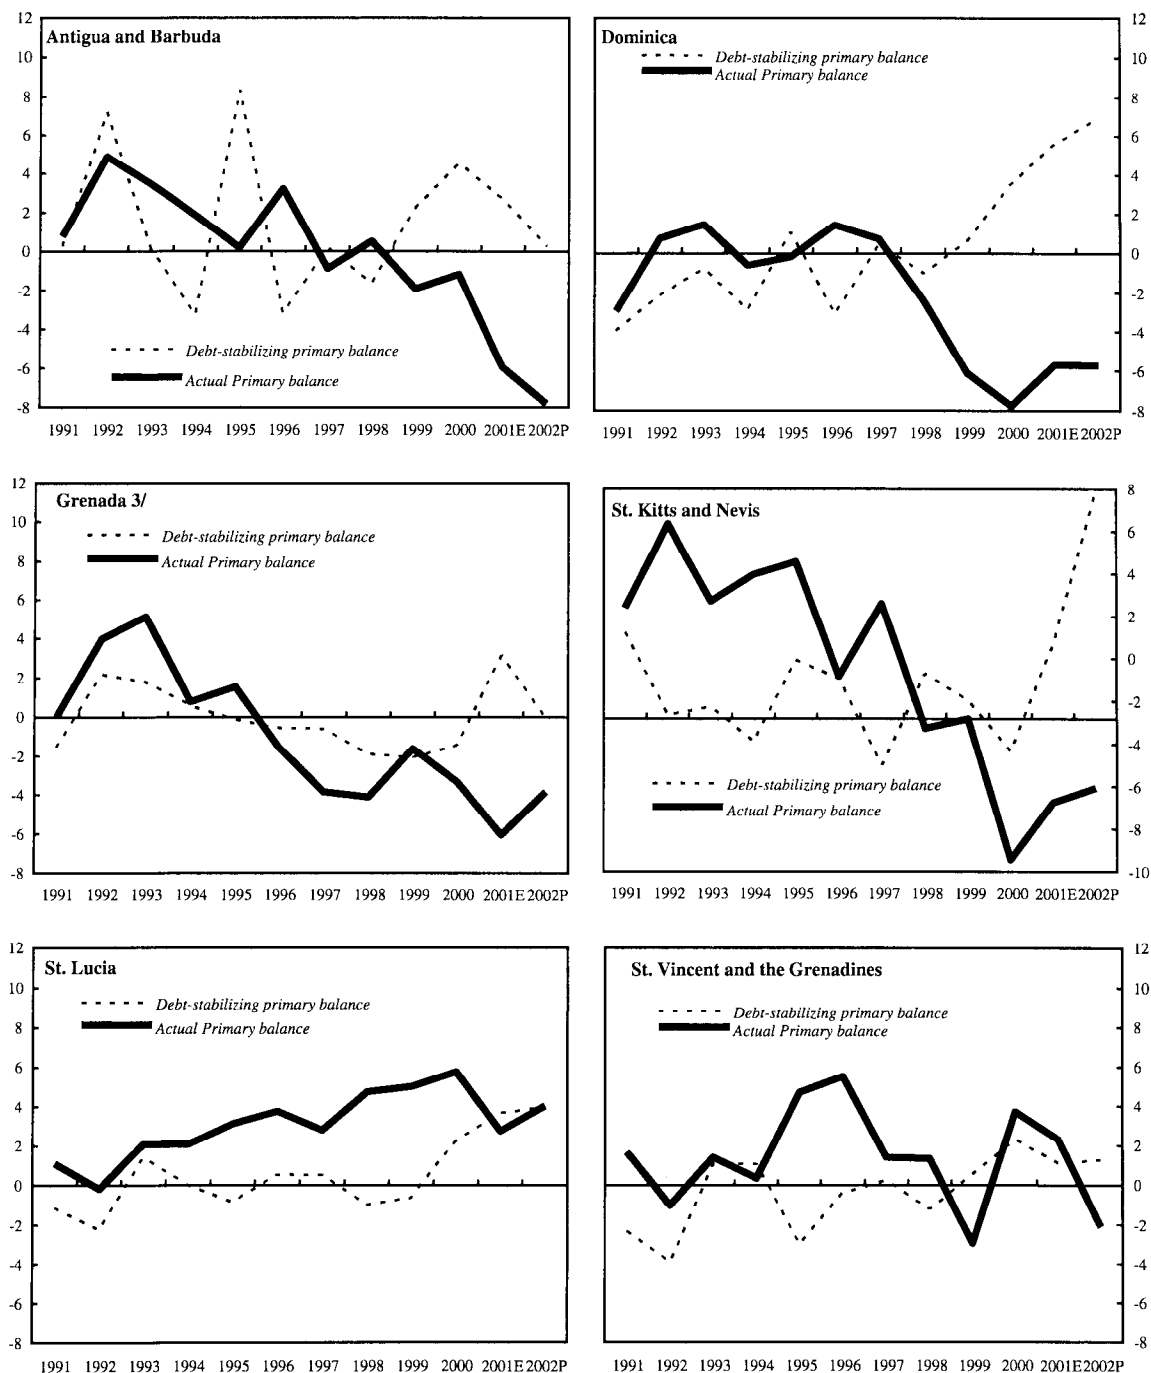 Antigua and Barbuda
12
10
8
6
4
2
0
-2
-4
-6
-8
Debt-stabilizing primary balance
Actual Primary balance
1991 1992 1993 1994 1995 1996 1997 1998 1999 2000 2001E 2002P
Dominica
Debt-stabilizing primary balance
Actual Primary balance
12
10
8
6
4
2
0
-2
-4
-6
-8
1991 1992 1993 1994 1995 1996 1997 1998 1999 2000 2001E 2002P
Grenada 3/
12
10
8
6
4
2
0
-2
-4
-6
-8
Debt-stabilizing primary balance
Actual Primary balance
1991 1992 1993 1994 1995 1996 1997 1998 1999 2000 2001E 2002P
St. Kitts and Nevis
8
6
4
2
0
-2
-4
-6
-8
-10
Debt-stabilizing primary balance
Actual Primary balance
1991 1992 1993 1994 1995 1996 1997 1998 1999 2000 2001E 2002P
St. Lucia
12
10
8
6
4
2
0
-2
-4
-6
-8
Debt-stabilizing primary balance
Actual Primary balance
1991 1992 1993 1994 1995 1996 1997 1998 1999 2000 2001E 2002P
St. Vincent and the Grenadines
Debt-stabilizing primary balance
Actual Primary balance
12
10
8
6
4
2
0
-2
-4
-6
-8
1991 1992 1993 1994 1995 1996 1997 1998 1999 2000 2001E 2002P